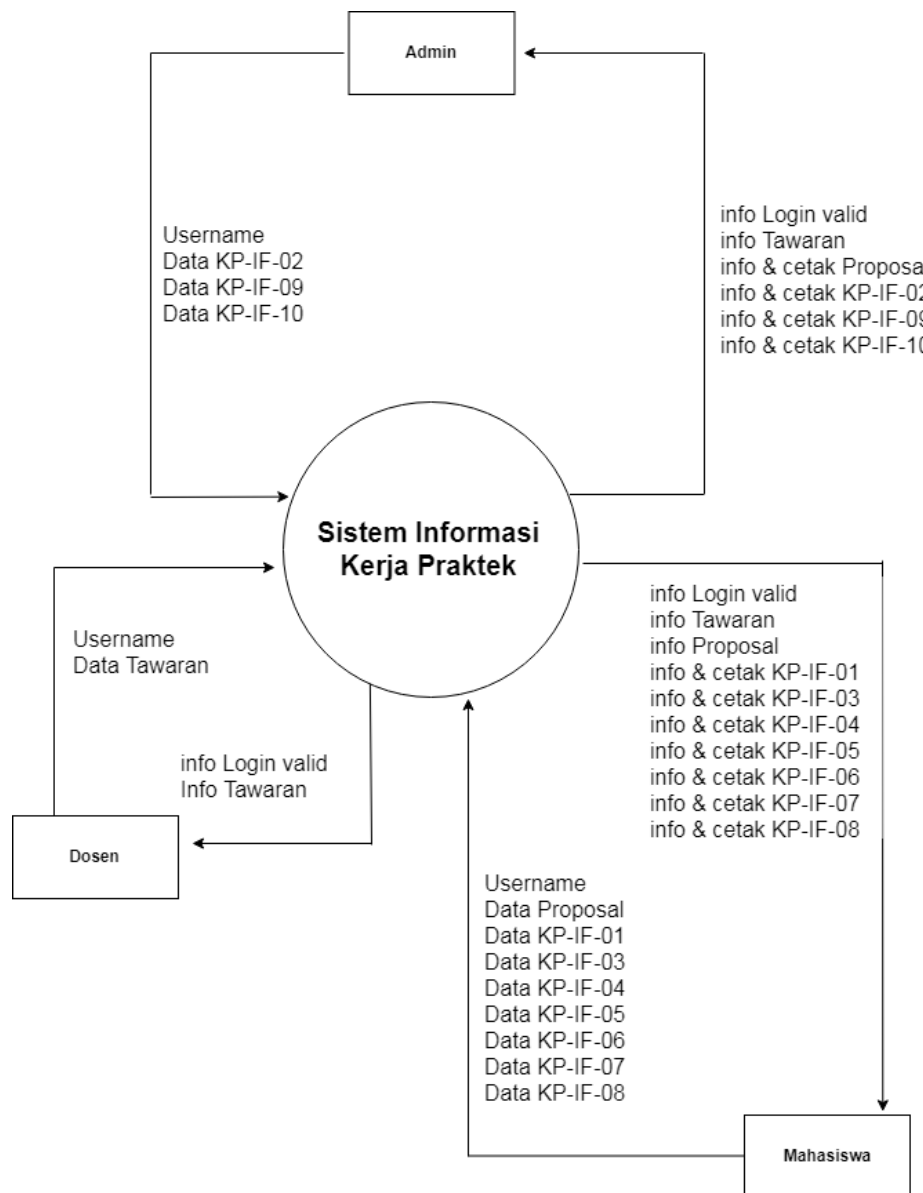 Admin
Username
Data KP-IF-02
Data KP-IF-09
Data KP-IF-10
info Login valid
info Tawaran
info & cetak Proposa
info & cetak KP-IF-02
info & cetak KP-IF-09
info & cetak KP-IF-10
Sistem Informasi
Kerja Praktek
Username
Data Tawaran
info Login valid
Info Tawaran
Dosen
info Login valid
info Tawaran
info Proposal
info & cetak KP-IF-01
info & cetak KP-IF-03
info & cetak KP-IF-04
info & cetak KP-IF-05
info & cetak KP-IF-06
info & cetak KP-IF-07
info & cetak KP-IF-08
Username
Data Proposal
Data KP-IF-01
Data KP-IF-03
Data KP-IF-04
Data KP-IF-05
Data KP-IF-06
Data KP-IF-07
Data KP-IF-08
Mahasiswa